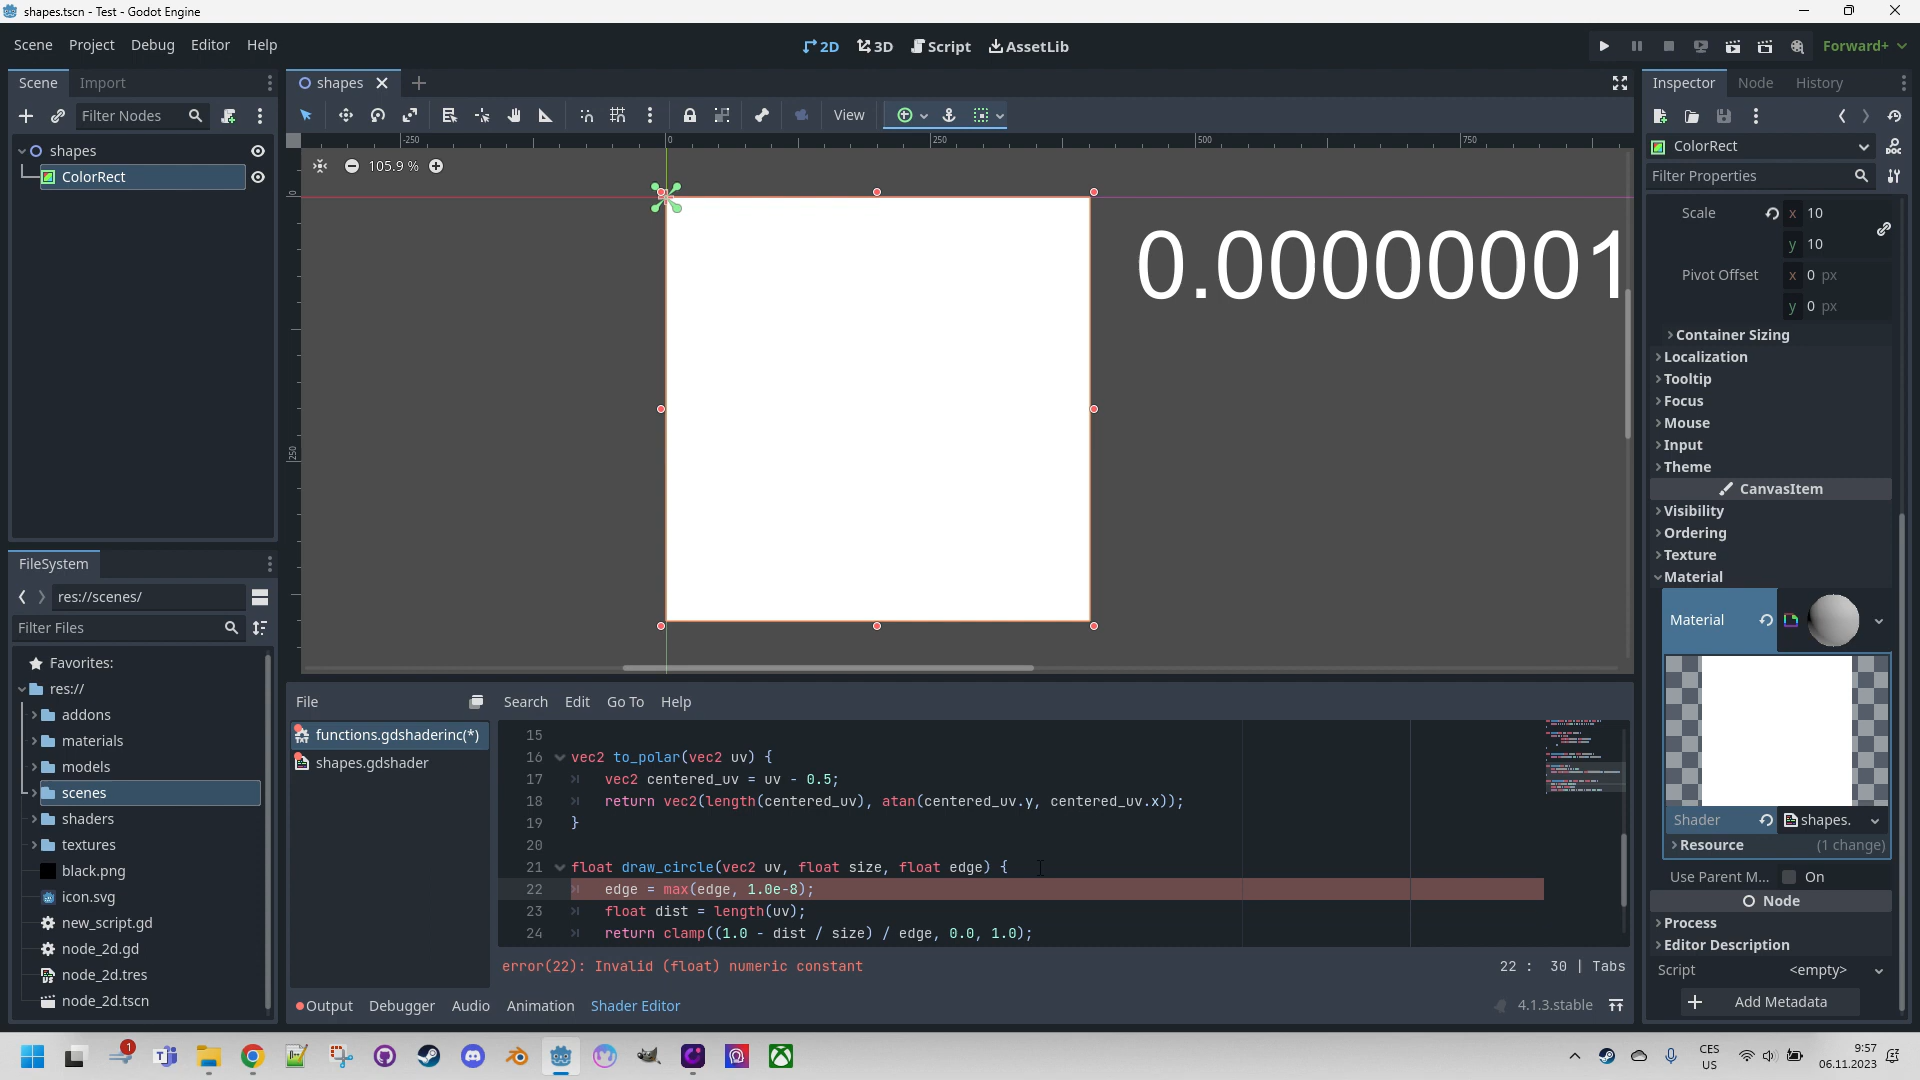 shapes.tscn - Test - Godot Engine
Scene Project Debug Editor Help
2D 3D Script AssetLib
Forward+
Scene Import
shapes
Inspector Node History
Filter Nodes
View
shapes
ColorRect
-250 0 250 500 750
105.9 %
0
250
0.00000001
ColorRect
Filter Properties
Scale x 10
y 10
Pivot Offset x 0 px
y 0 px
Container Sizing
Localization
Tooltip
Focus
Mouse
Input
Theme
CanvasItem
Visibility
Ordering
Texture
Material
Material
Shader shapes.
Resource (1 change)
Use Parent M... On
Node
Process
Editor Description
Script <empty>
Add Metadata
FileSystem
res://scenes/
Filter Files
Favorites:
res://
addons
materials
models
scenes
shaders
textures
black.png
icon.svg
new_script.gd
node_2d.gd
node_2d.tres
node_2d.tscn
File Search Edit Go To Help
functions.gdshaderinc(*)
shapes.gdshader
15
16 vec2 to_polar(vec2 uv) {
17 vec2 centered_uv = uv - 0.5;
18 return vec2(length(centered_uv), atan(centered_uv.y, centered_uv.x));
19 }
20
21 float draw_circle(vec2 uv, float size, float edge) {
22 edge = max(edge, 1.0e-8);
23 float dist = length(uv);
24 return clamp((1.0 - dist / size) / edge, 0.0, 1.0);
error(22): Invalid (float) numeric constant
22 : 30 | Tabs
Output Debugger Audio Animation Shader Editor
4.1.3.stable
1
CES
US
9:57
06.11.2023